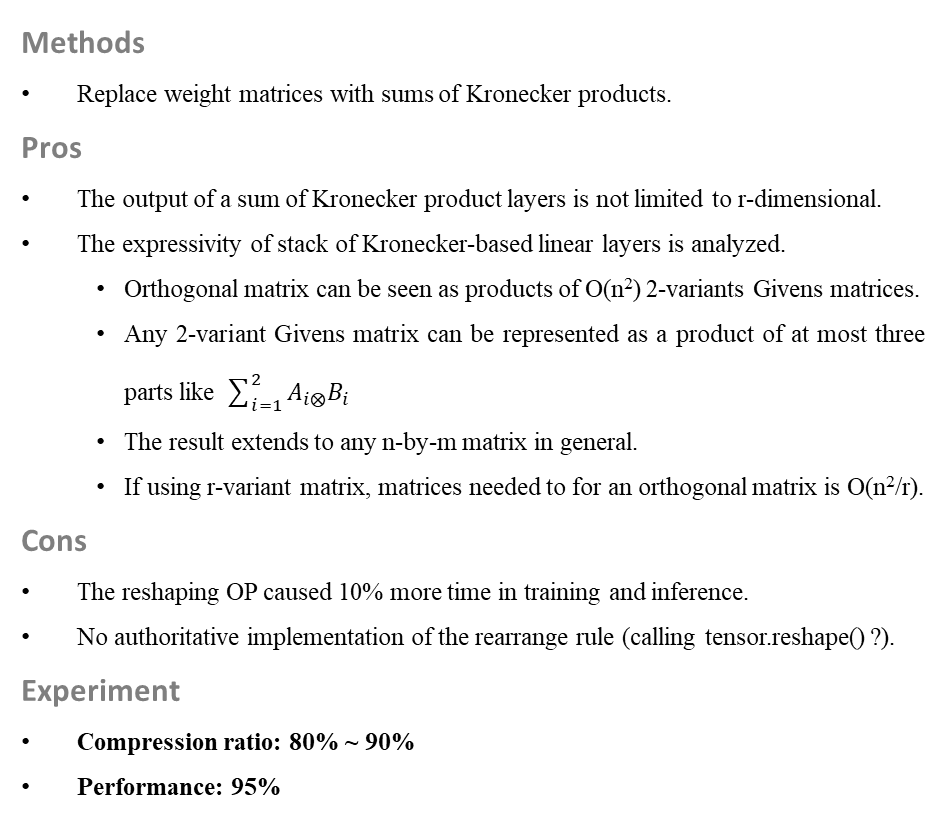 Methods
• Replace weight matrices with sums of Kronecker products.
Pros
• The output of a sum of Kronecker product layers is not limited to r-dimensional.
• The expressivity of stack of Kronecker-based linear layers is analyzed.
• Orthogonal matrix can be seen as products of O(n²) 2-variants Givens matrices.
• Any 2-variant Givens matrix can be represented as a product of at most three
parts like ∑²ᵢ₌₁ Aᵢ⊗Bᵢ
• The result extends to any n-by-m matrix in general.
• If using r-variant matrix, matrices needed to for an orthogonal matrix is O(n²/r).
Cons
• The reshaping OP caused 10% more time in training and inference.
• No authoritative implementation of the rearrange rule (calling tensor.reshape() ?).
Experiment
• Compression ratio: 80% ~ 90%
• Performance: 95%